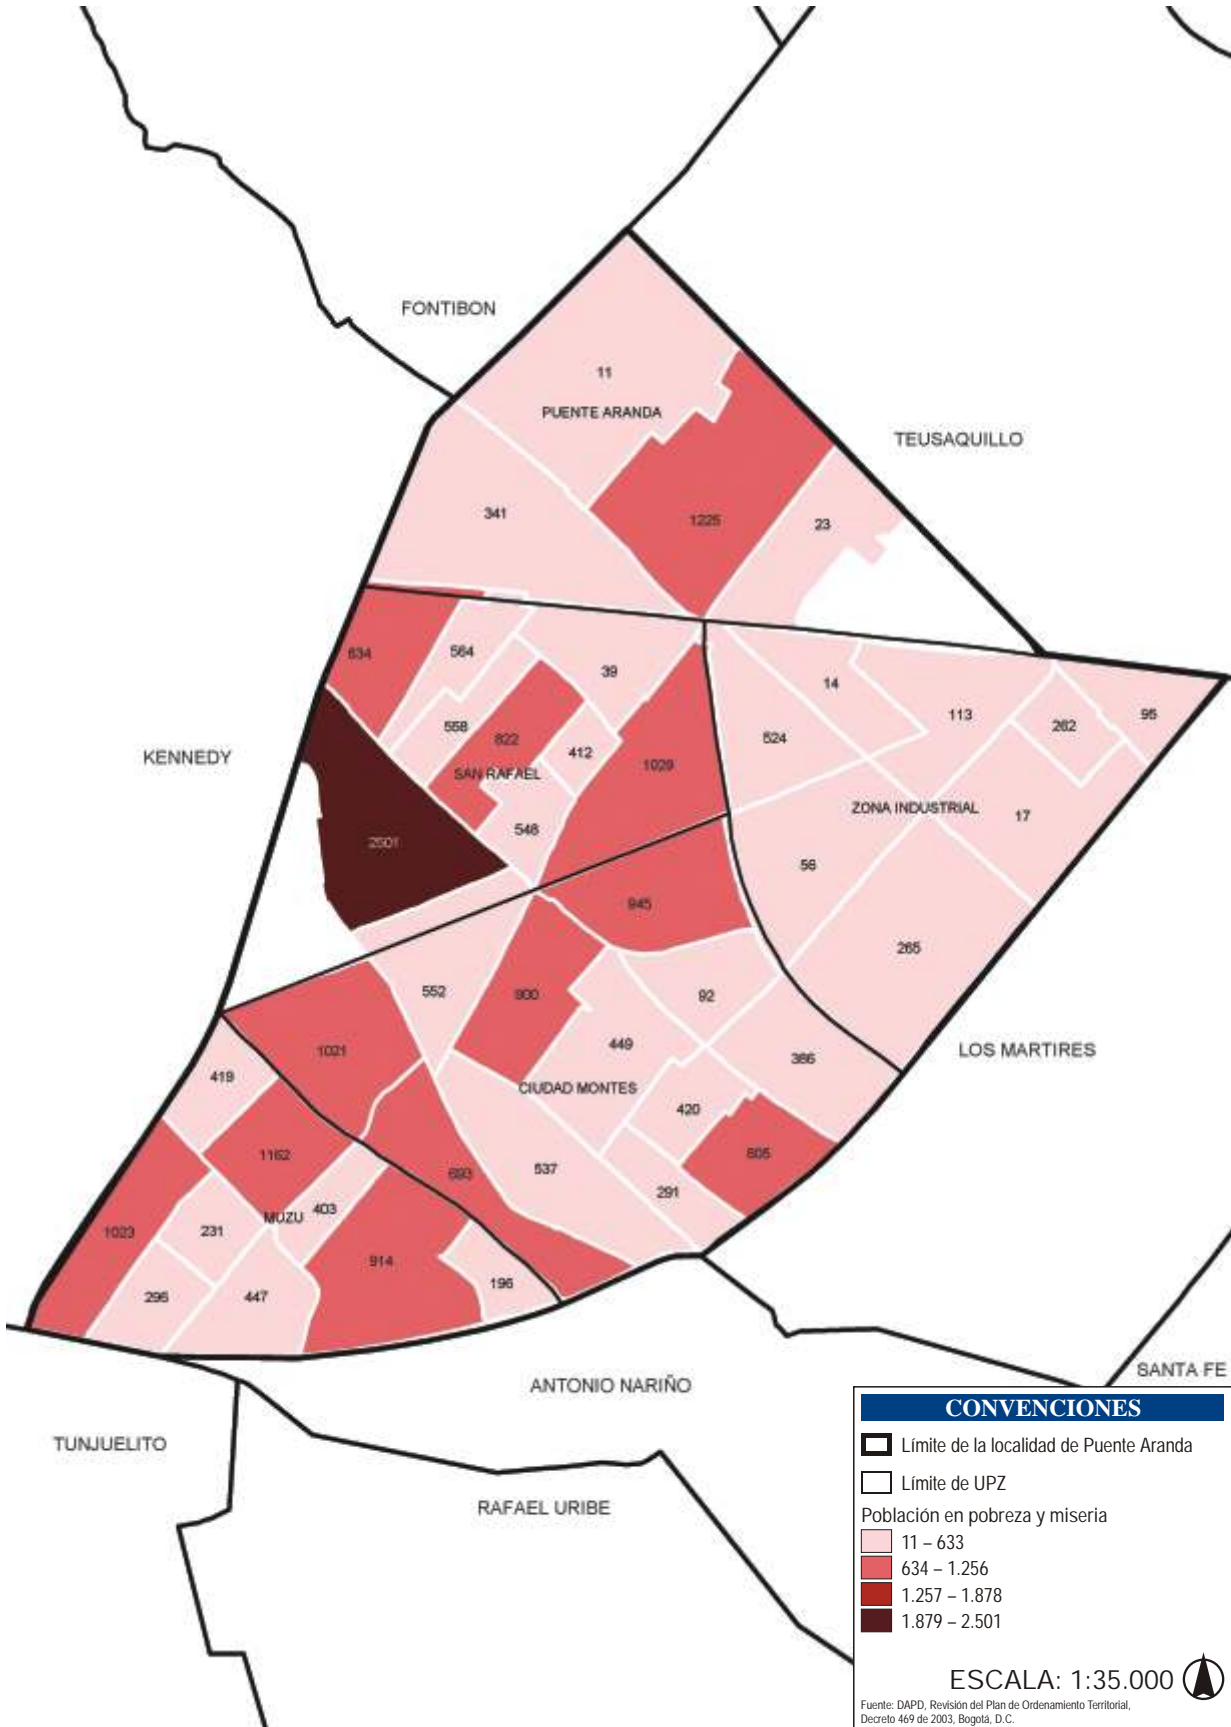 FONTIBON
11
PUENTE ARANDA
TEUSAQUILLO
341
1225
23
634
564
39
14
113
262
95
558
822
412
524
KENNEDY
SAN RAFAEL
1029
ZONA INDUSTRIAL
17
548
2501
56
945
265
552
900
92
449
386
LOS MARTIRES
1021
419
CIUDAD MONTES
420
605
1162
693
537
291
403
MUZU
1023
231
914
196
295
447
SANTA FE
ANTONIO NARIÑO
TUNJUELITO
RAFAEL URIBE
CONVENCIONES
Límite de la localidad de Puente Aranda
Límite de UPZ
Población en pobreza y miseria
11 – 633
634 – 1.256
1.257 – 1.878
1.879 – 2.501
ESCALA: 1:35.000
Fuente: DAPD, Revisión del Plan de Ordenamiento Territorial,
Decreto 469 de 2003, Bogotá, D.C.